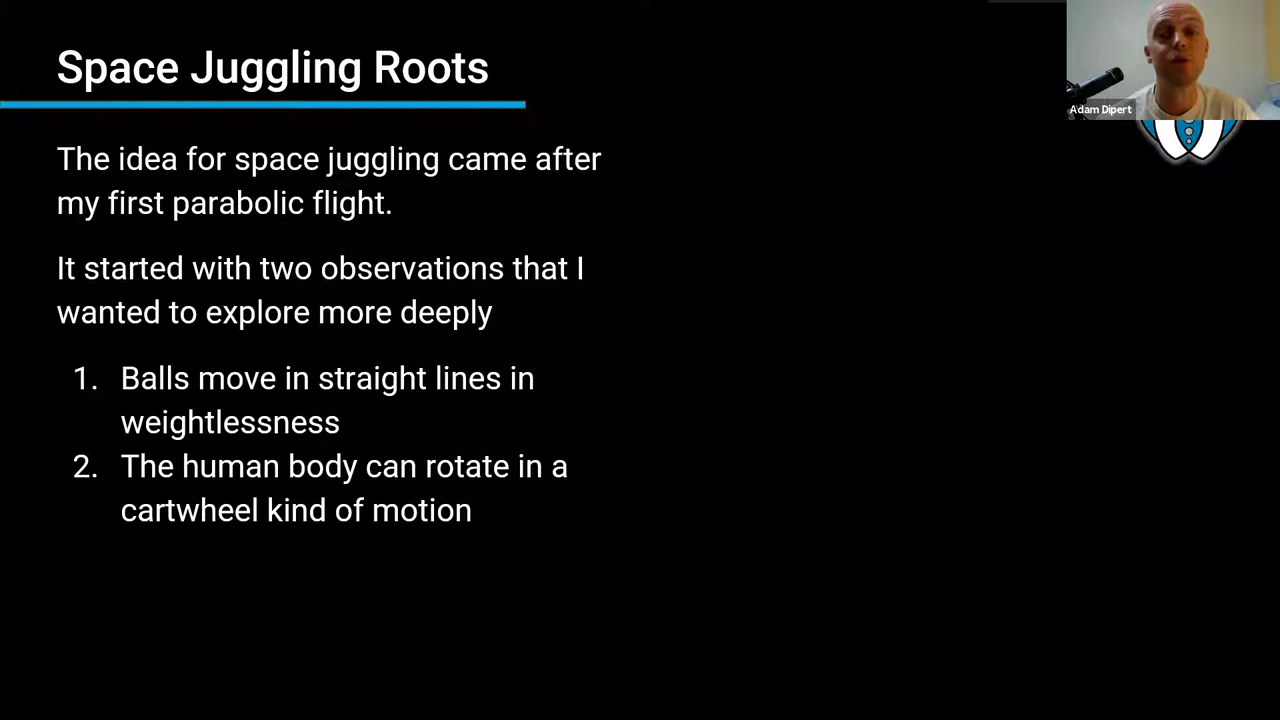 Space Juggling Roots
Adam Dipert
The idea for space juggling came after
my first parabolic flight.
It started with two observations that I
wanted to explore more deeply
1. Balls move in straight lines in
weightlessness
2. The human body can rotate in a
cartwheel kind of motion